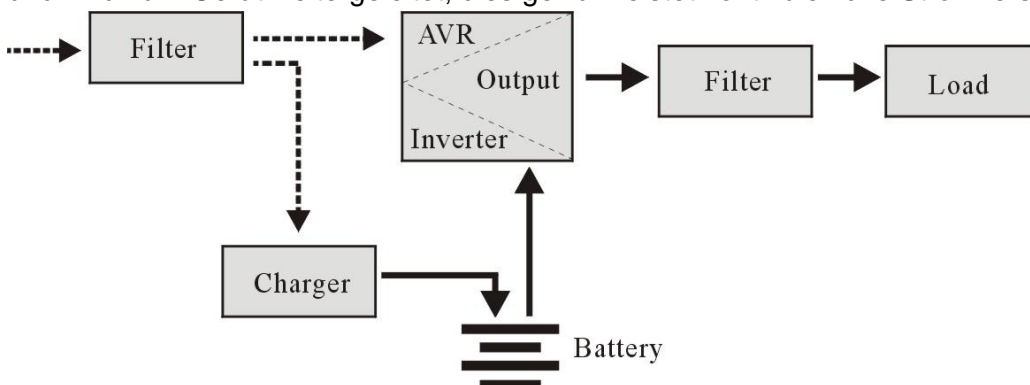 Filter
AVR
Output
Inverter
Filter
Load
Charger
Battery